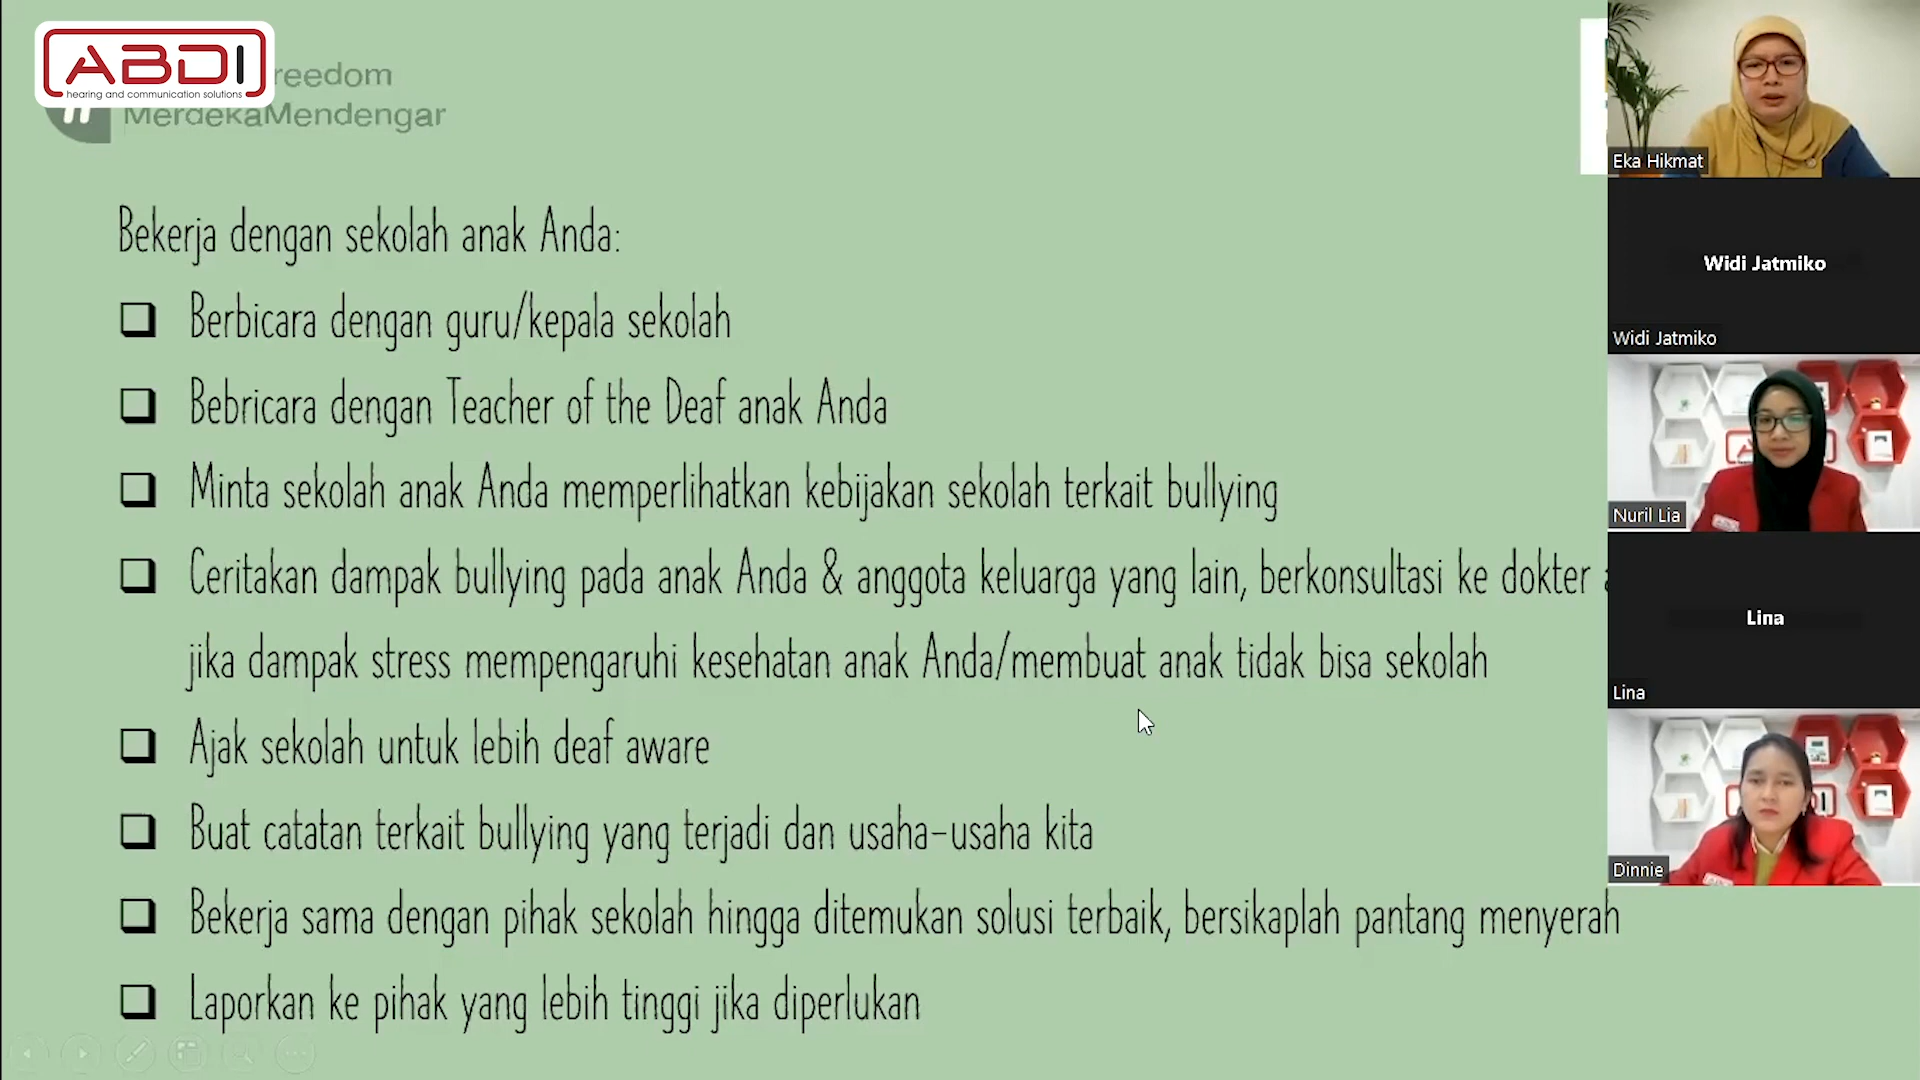 ABDI
hearing and communication solutions
reedom
MerdekaMendengar
Bekerja dengan sekolah anak Anda:
Berbicara dengan guru/kepala sekolah
Bebricara dengan Teacher of the Deaf anak Anda
Minta sekolah anak Anda memperlihatkan kebijakan sekolah terkait bullying
Ceritakan dampak bullying pada anak Anda & anggota keluarga yang lain, berkonsultasi ke dokter
jika dampak stress mempengaruhi kesehatan anak Anda/membuat anak tidak bisa sekolah
Ajak sekolah untuk lebih deaf aware
Buat catatan terkait bullying yang terjadi dan usaha-usaha kita
Bekerja sama dengan pihak sekolah hingga ditemukan solusi terbaik, bersikaplah pantang menyerah
Laporkan ke pihak yang lebih tinggi jika diperlukan
Eka Hikmat
Widi Jatmiko
Widi Jatmiko
Nuril Lia
Lina
Lina
Dinnie